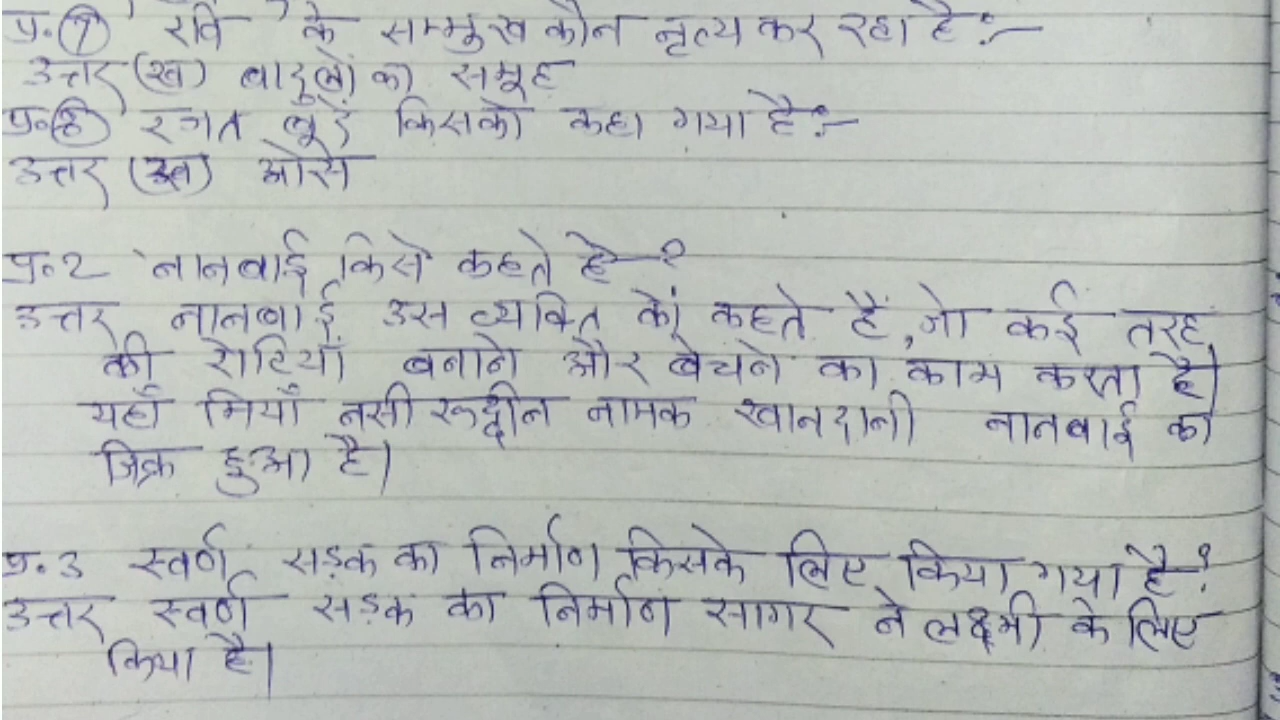 प्र.⑦ रवि के सम्मुख कौन नृत्य कर रहा है:-
उत्तर (ख) बादलों का समूह
प्र.⑧ रजत बूंदें किसको कहा गया है:-
उत्तर (ख) ओस
प्र.2 नानबाई किसे कहते है?
उत्तर नानबाई उस व्यक्ति को कहते हैं, जो कई तरह
की रोटियाँ बनाने और बेचने का काम करता है।
यहाँ मियाँ नसीरूद्दीन नामक खानदानी नानबाई का
जिक्र हुआ है।
प्र.3 स्वर्ण सड़क का निर्माण किसके लिए किया गया है?
उत्तर स्वर्ण सड़क का निर्माण सागर ने लक्ष्मी के लिए
किया है।